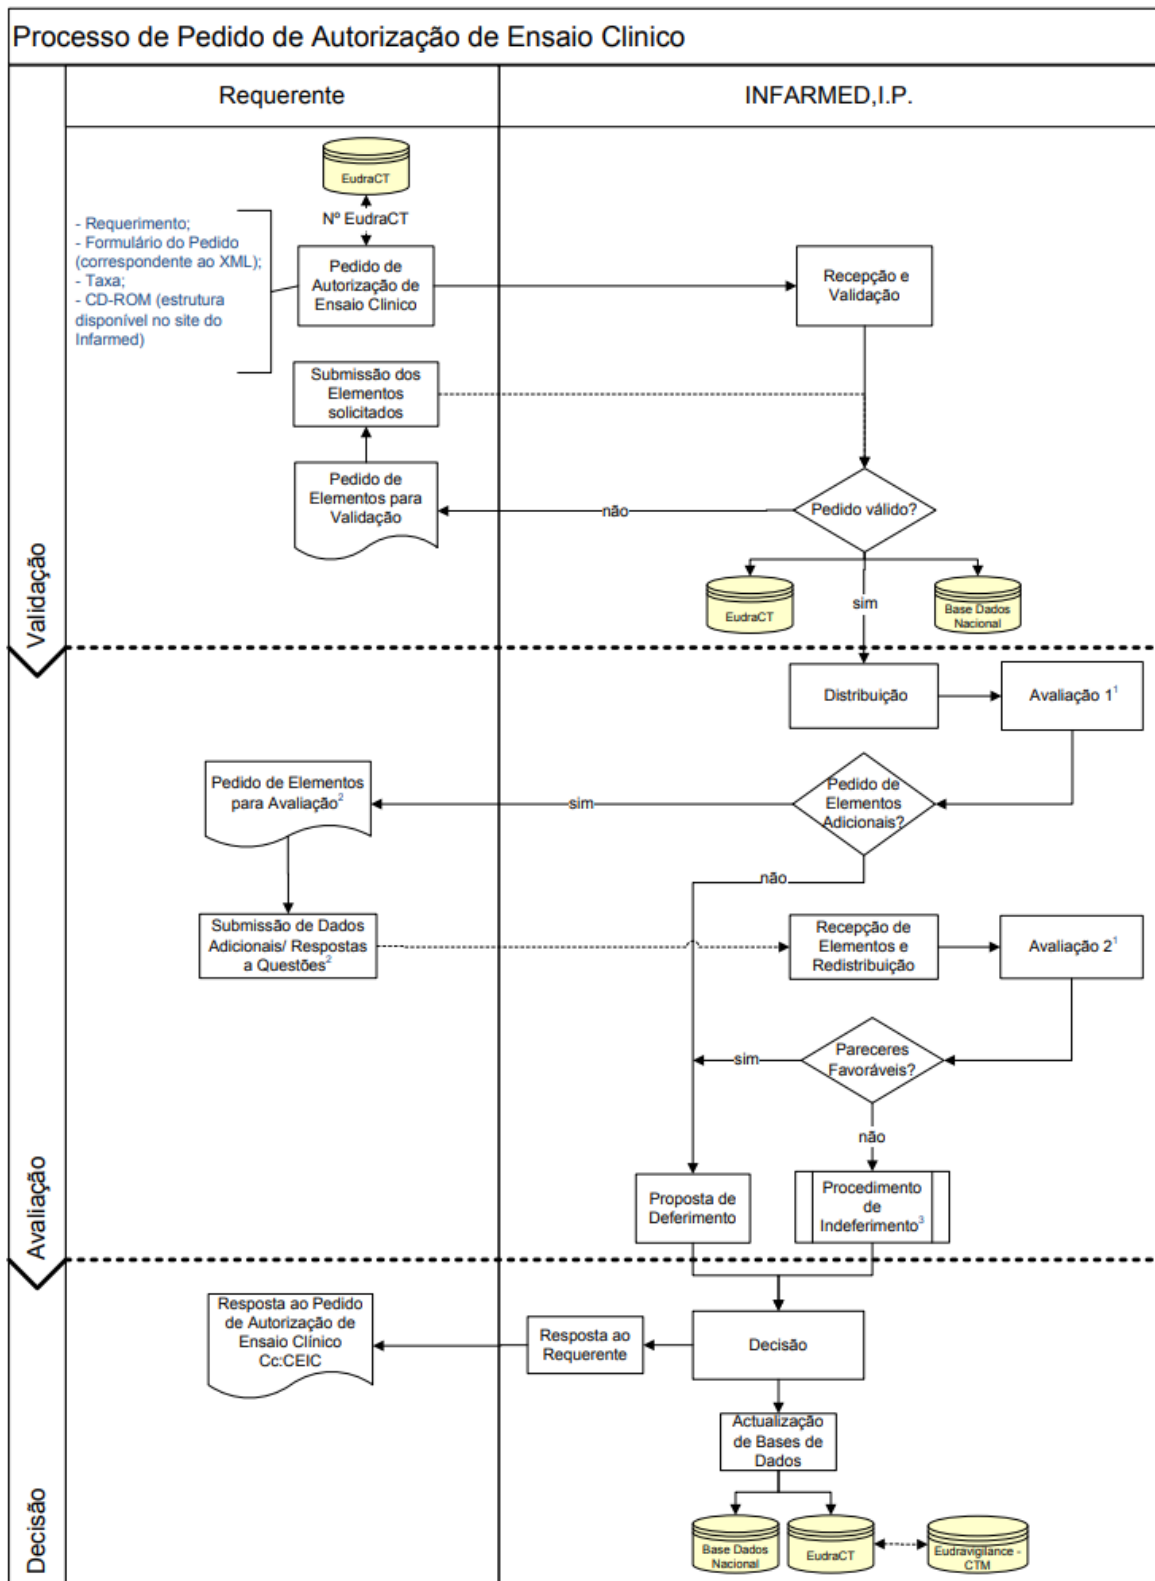 Processo de Pedido de Autorização de Ensaio Clinico
Requerente
INFARMED,I.P.
EudraCT
Nº EudraCT
- Requerimento;
- Formulário do Pedido
(correspondente ao XML);
- Taxa;
- CD-ROM (estrutura
disponível no site do
Infarmed)
Pedido de
Autorização de
Ensaio Clinico
Recepção e
Validação
Submissão dos
Elementos
solicitados
Pedido de
Elementos para
Validação
não
Pedido válido?
EudraCT
sim
Base Dados
Nacional
Validação
Distribuição
Avaliação 1¹
Pedido de Elementos
para Avaliação²
sim
Pedido de
Elementos
Adicionais?
não
Submissão de Dados
Adicionais/ Respostas
a Questões²
Recepção de
Elementos e
Redistribuição
Avaliação 2¹
sim
Pareceres
Favoráveis?
não
Proposta de
Deferimento
Procedimento
de
Indeferimento³
Avaliação
Resposta ao Pedido
de Autorização de
Ensaio Clínico
Cc:CEIC
Resposta ao
Requerente
Decisão
Actualização
de Bases de
Dados
Base Dados
Nacional
EudraCT
Eudravigilance -
CTM
Decisão